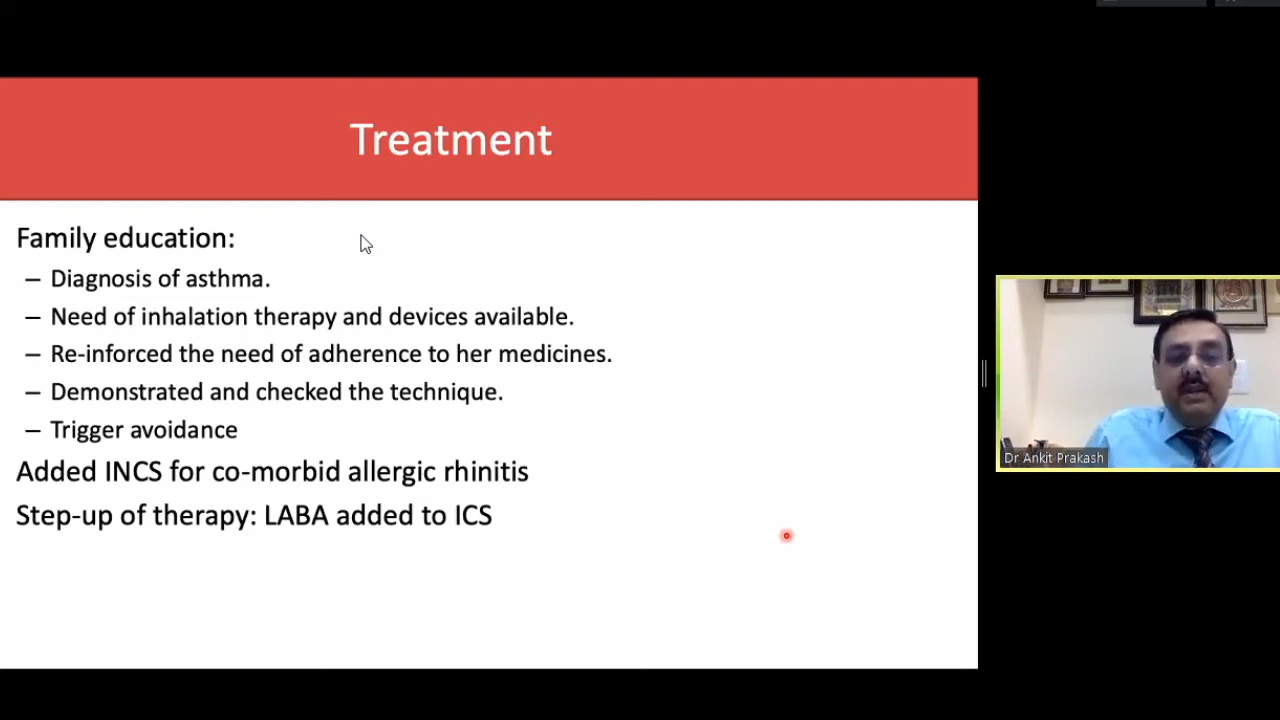 Treatment
Family education:
– Diagnosis of asthma.
– Need of inhalation therapy and devices available.
– Re-inforced the need of adherence to her medicines.
– Demonstrated and checked the technique.
– Trigger avoidance
Added INCS for co-morbid allergic rhinitis
Step-up of therapy: LABA added to ICS
Dr Ankit Prakash